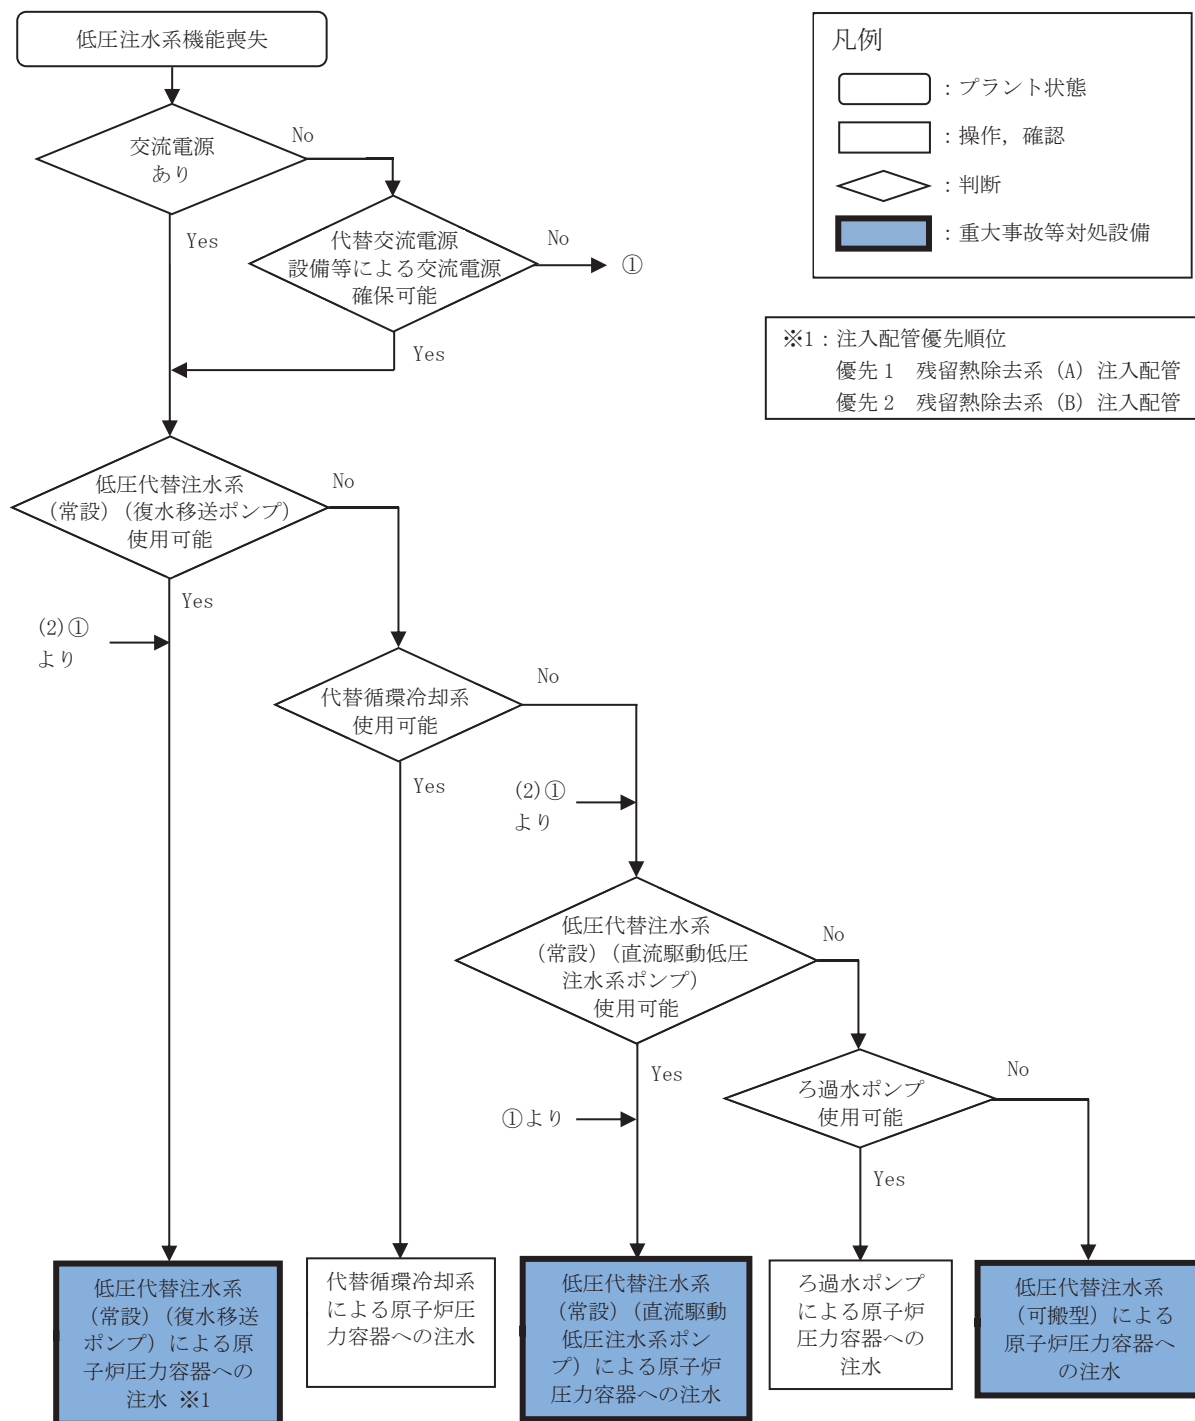 低圧注水系機能喪失
交流電源
あり
No
Yes
代替交流電源
設備等による交流電源
確保可能
No
①
Yes
凡例
：プラント状態
：操作，確認
：判断
：重大事故等対処設備
※1：注入配管優先順位
優先1　残留熱除去系（A）注入配管
優先2　残留熱除去系（B）注入配管
低圧代替注水系
（常設）（復水移送ポンプ）
使用可能
No
Yes
(2)①
より
代替循環冷却系
使用可能
No
Yes
(2)①
より
低圧代替注水系
（常設）（直流駆動低圧
注水系ポンプ）
使用可能
No
Yes
①より
ろ過水ポンプ
使用可能
No
Yes
低圧代替注水系
（常設）（復水移送
ポンプ）による原
子炉圧力容器への
注水 ※1
代替循環冷却系
による原子炉圧
力容器への注水
低圧代替注水系
（常設）（直流駆動
低圧注水系ポン
プ）による原子炉
圧力容器への注水
ろ過水ポンプ
による原子炉
圧力容器への
注水
低圧代替注水系
（可搬型）による
原子炉圧力容器へ
の注水